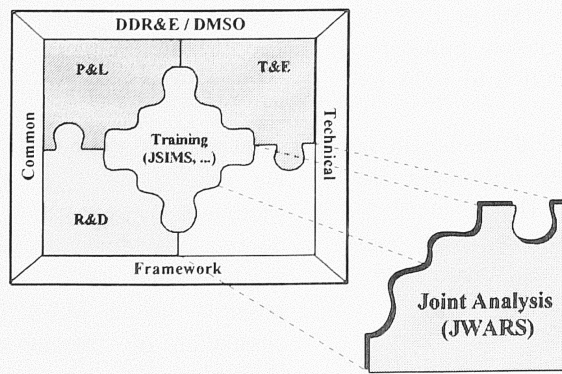 DDR&E / DMSO
P&L
T&E
Common
Training
(JSIMS, ...)
Technical
R&D
Framework
Joint Analysis
(JWARS)